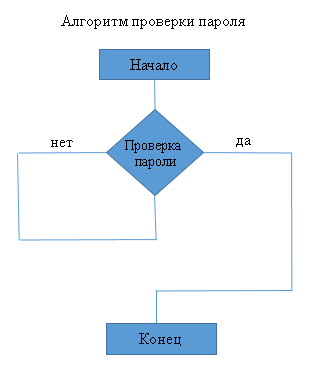 Алгоритм проверки пароля
Начало
нет
да
Проверка
пароли
Конец